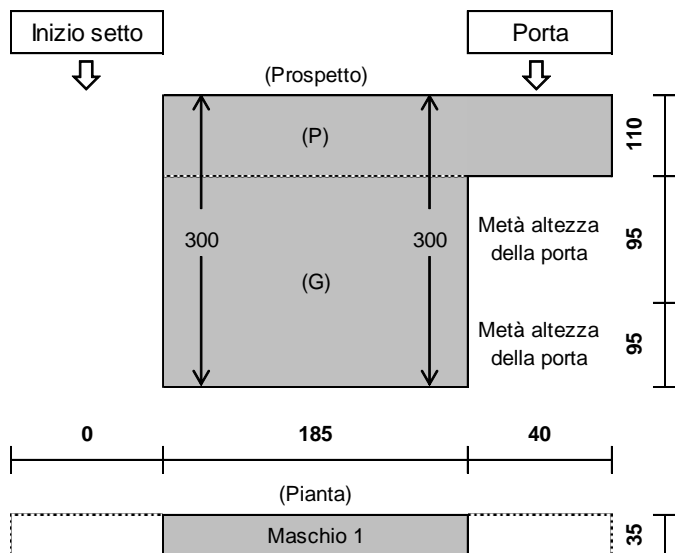 Inizio setto
Porta
(Prospetto)
(P)
110
300
300
Metà altezza
della porta
95
(G)
Metà altezza
della porta
95
0
185
40
(Pianta)
Maschio 1
35